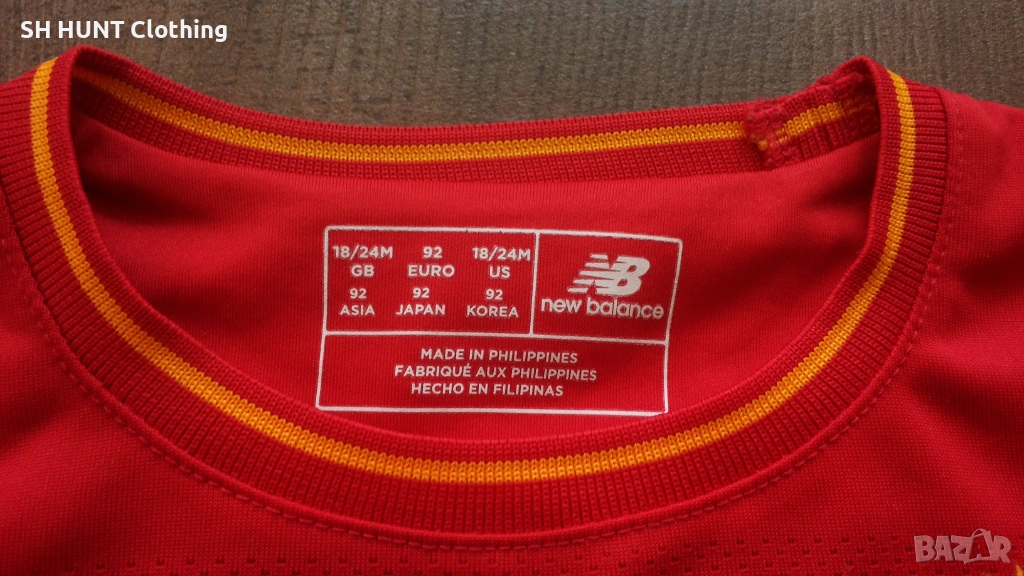 SH HUNT Clothing
18/24M 92 18/24M
GB EURO US
92 92 92
ASIA JAPAN KOREA
NB
new balance
MADE IN PHILIPPINES
FABRIQUÉ AUX PHILIPPINES
HECHO EN FILIPINAS
BAZAR